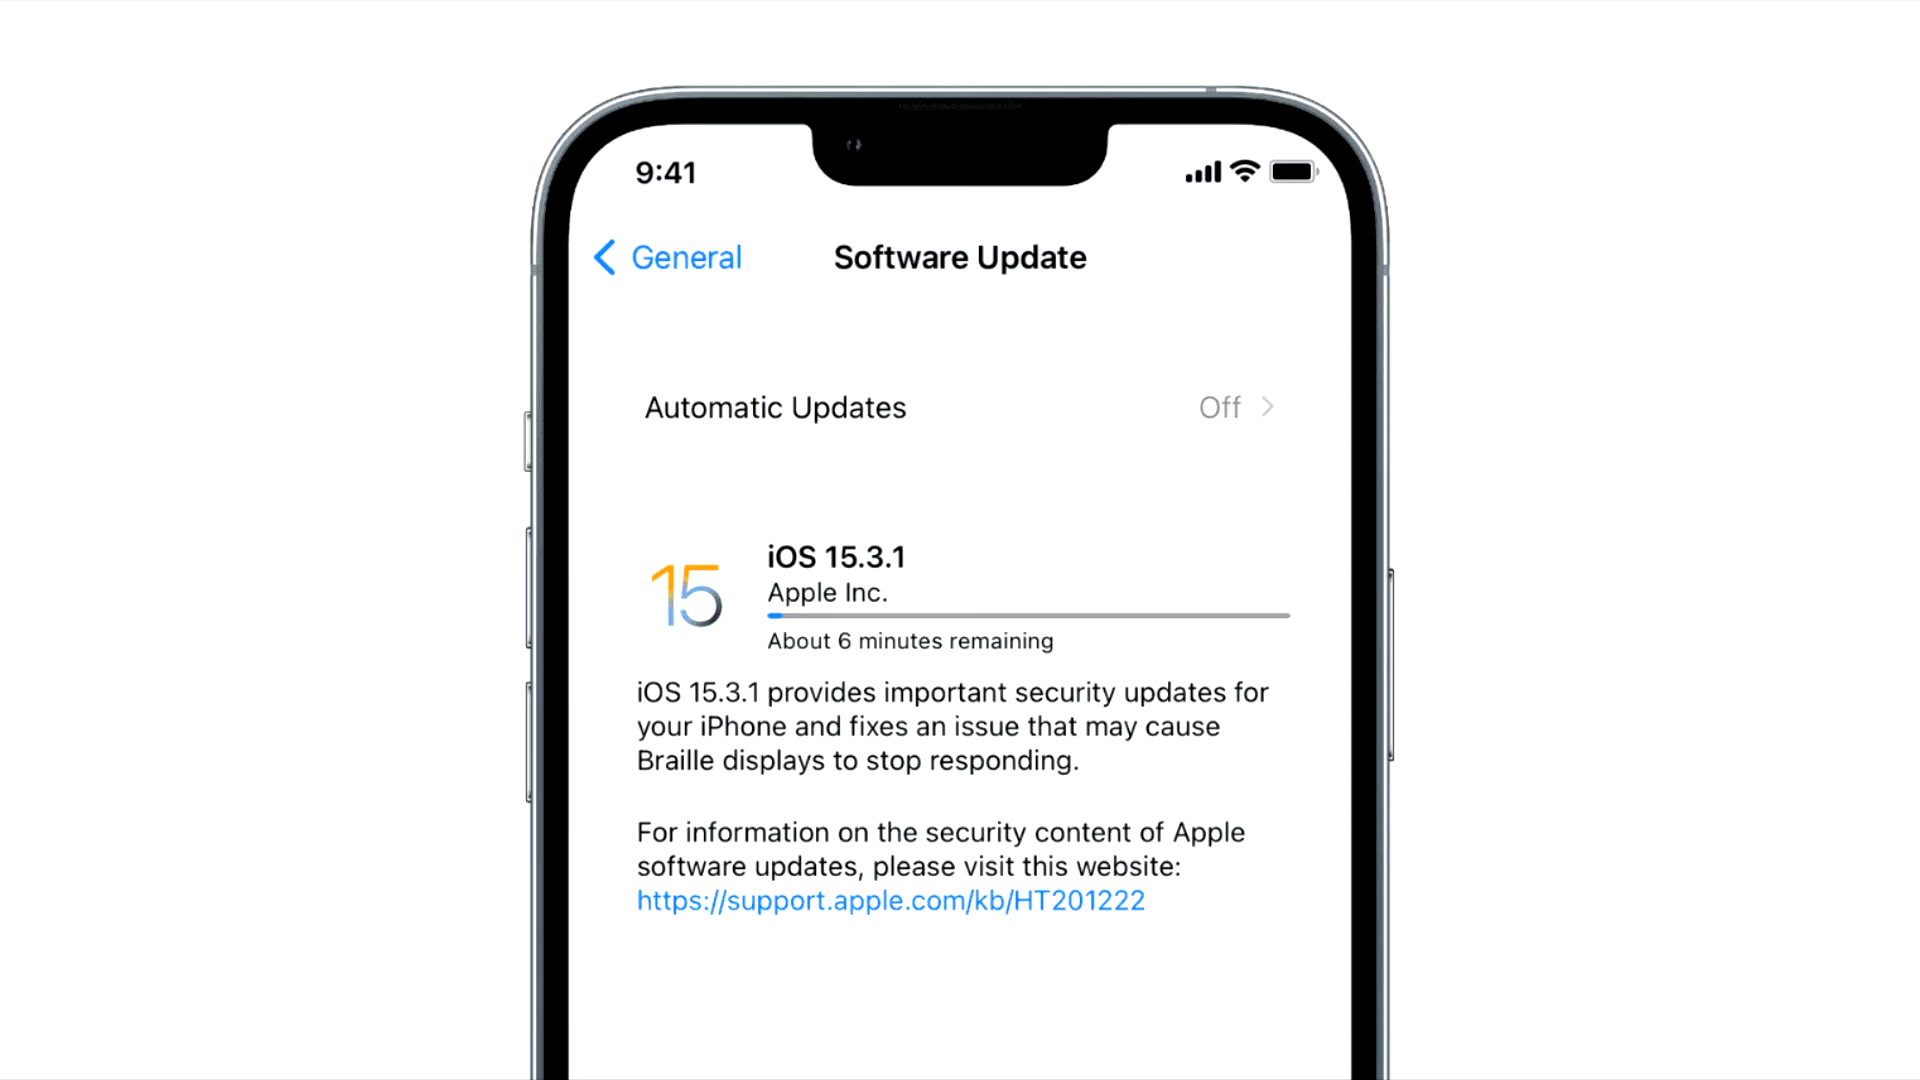 9:41
General
Software Update
Automatic Updates
Off
15
iOS 15.3.1
Apple Inc.
About 6 minutes remaining
iOS 15.3.1 provides important security updates for
your iPhone and fixes an issue that may cause
Braille displays to stop responding.
For information on the security content of Apple
software updates, please visit this website:
https://support.apple.com/kb/HT201222